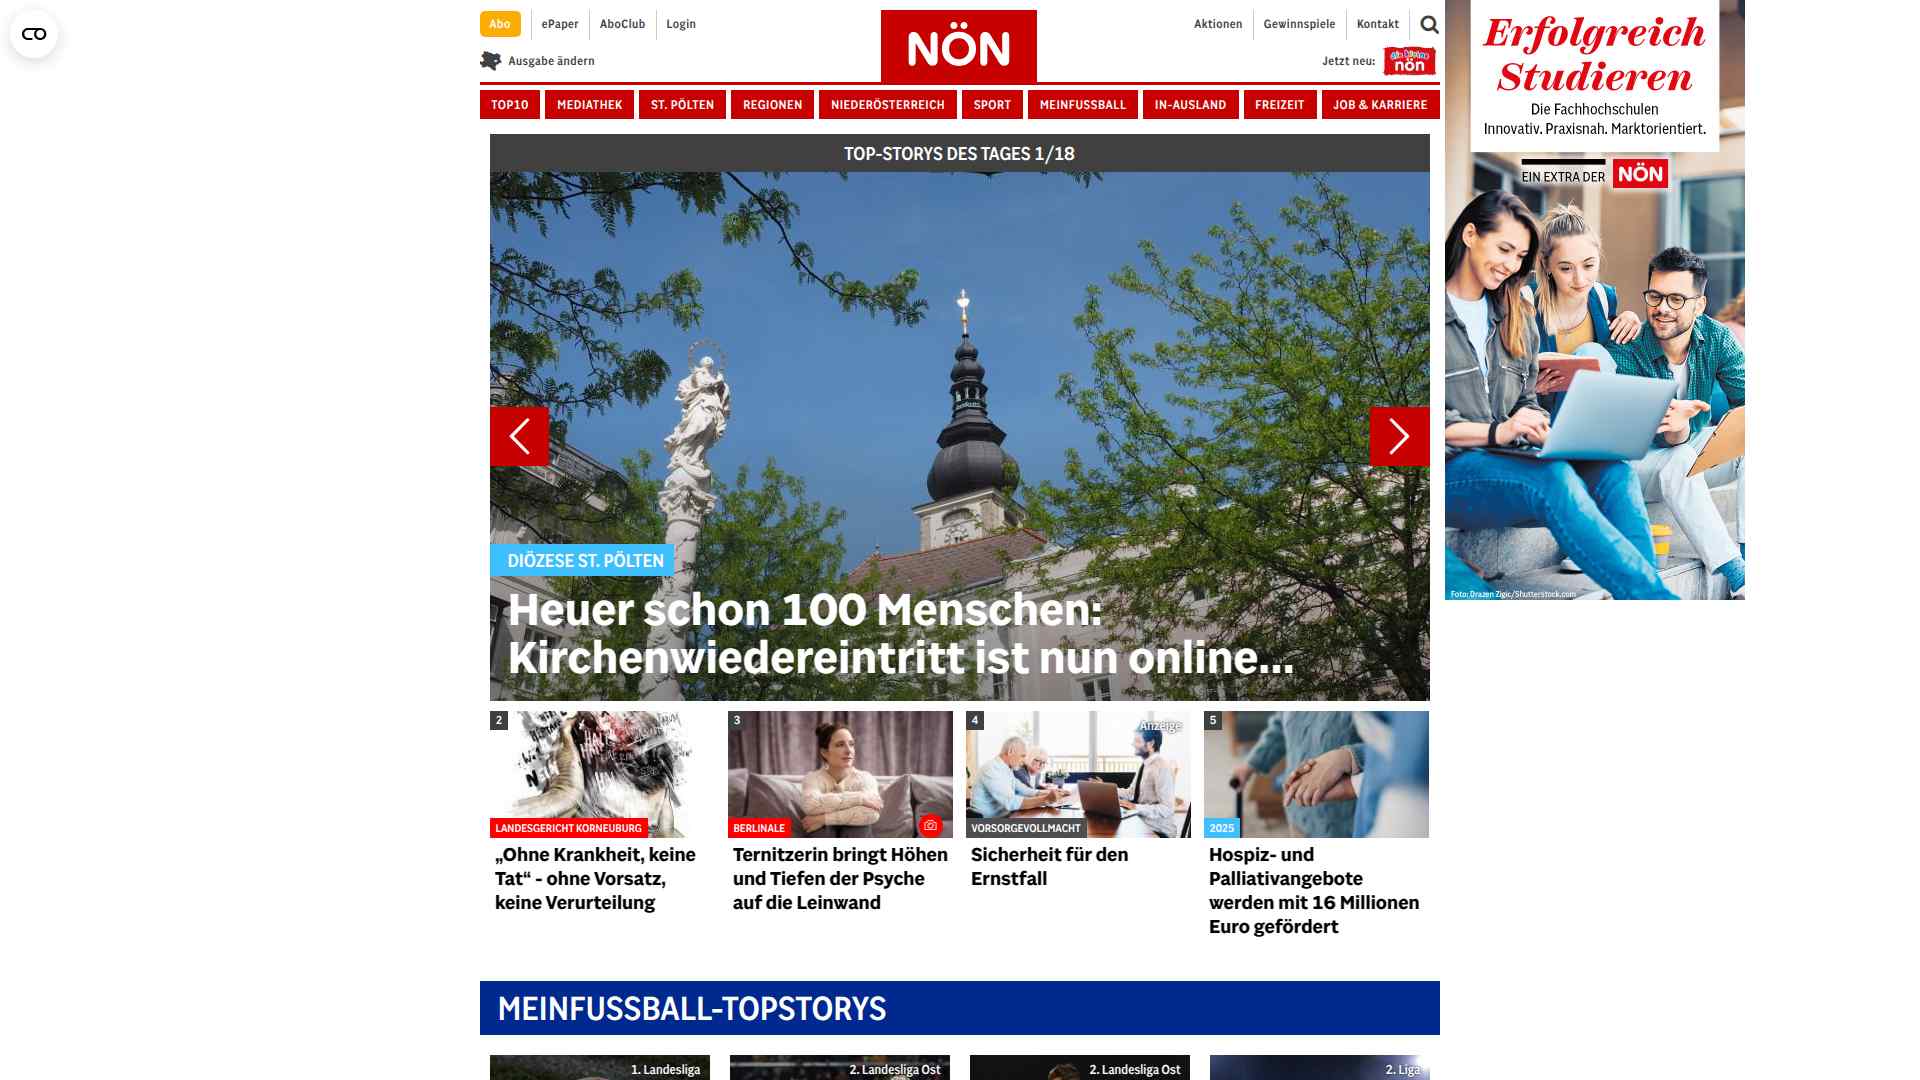 Abo
ePaper
AboClub
Login
NÖN
Aktionen
Gewinnspiele
Kontakt
Ausgabe ändern
Jetzt neu:
die kleine
nön
TOP10
MEDIATHEK
ST. PÖLTEN
REGIONEN
NIEDERÖSTERREICH
SPORT
MEINFUSSBALL
IN-AUSLAND
FREIZEIT
JOB & KARRIERE
TOP-STORYS DES TAGES 1/18
DIÖZESE ST. PÖLTEN
Heuer schon 100 Menschen:
Kirchenwiedereintritt ist nun online...
2
LANDESGERICHT KORNEUBURG
„Ohne Krankheit, keine
Tat“ - ohne Vorsatz,
keine Verurteilung
3
BERLINALE
Ternitzerin bringt Höhen
und Tiefen der Psyche
auf die Leinwand
4
Anzeige
VORSORGEVOLLMACHT
Sicherheit für den
Ernstfall
5
2025
Hospiz- und
Palliativangebote
werden mit 16 Millionen
Euro gefördert
MEINFUSSBALL-TOPSTORYS
1. Landesliga
2. Landesliga Ost
2. Landesliga Ost
2. Liga
Erfolgreich
Studieren
Die Fachhochschulen
Innovativ. Praxisnah. Marktorientiert.
EIN EXTRA DER NÖN
Foto: Drazen Zigic/Shutterstock.com